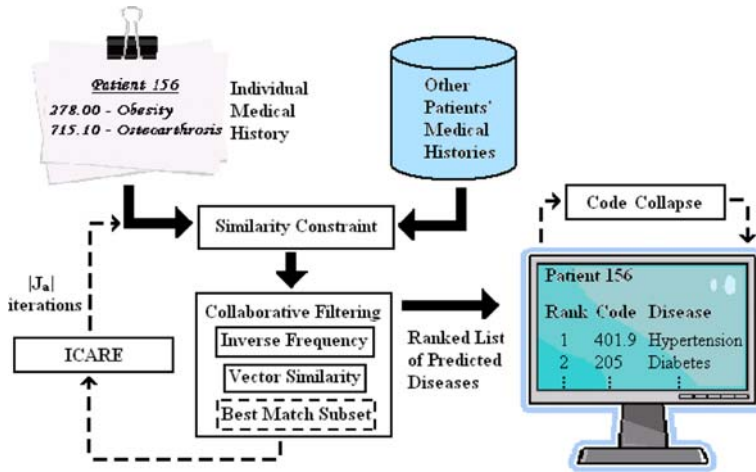 Patient 156
278.00 - Obesity
715.10 - Osteoarthrosis
Individual
Medical
History
Other
Patients'
Medical
Histories
Similarity Constraint
Code Collapse
|Jₐ|
iterations
ICARE
Collaborative Filtering
Inverse Frequency
Vector Similarity
Best Match Subset
Ranked List
of Predicted
Diseases
Patient 156
Rank Code Disease
1 401.9 Hypertension
2 205 Diabetes
⋮ ⋮ ⋮